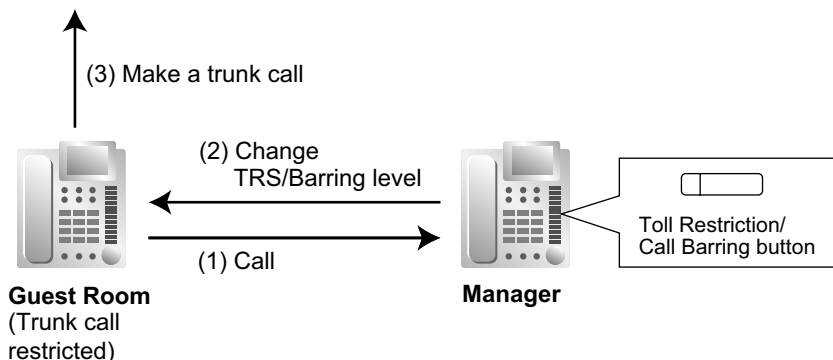 (3) Make a trunk call
(2) Change
TRS/Barring level
(1) Call
Toll Restriction/
Call Barring button
Guest Room
(Trunk call
restricted)
Manager